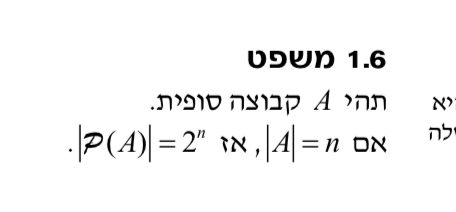 1.6 משפט
תהי A קבוצה סופית.
אם |A| = n, אז |𝒫(A)| = 2ⁿ.